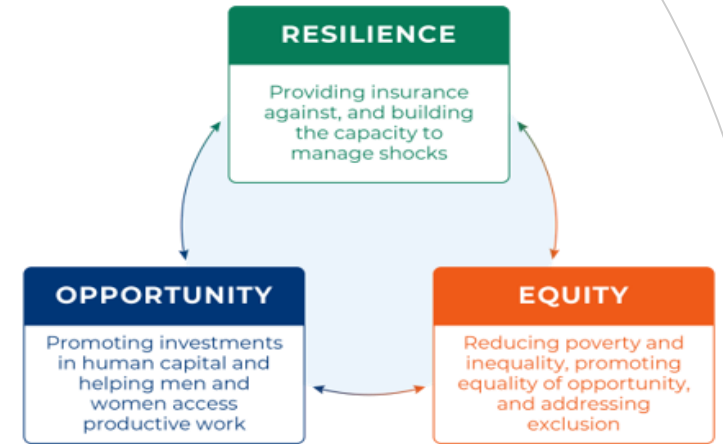 RESILIENCE
Providing insurance
against, and building
the capacity to
manage shocks
OPPORTUNITY
Promoting investments
in human capital and
helping men and
women access
productive work
EQUITY
Reducing poverty and
inequality, promoting
equality of opportunity,
and addressing
exclusion